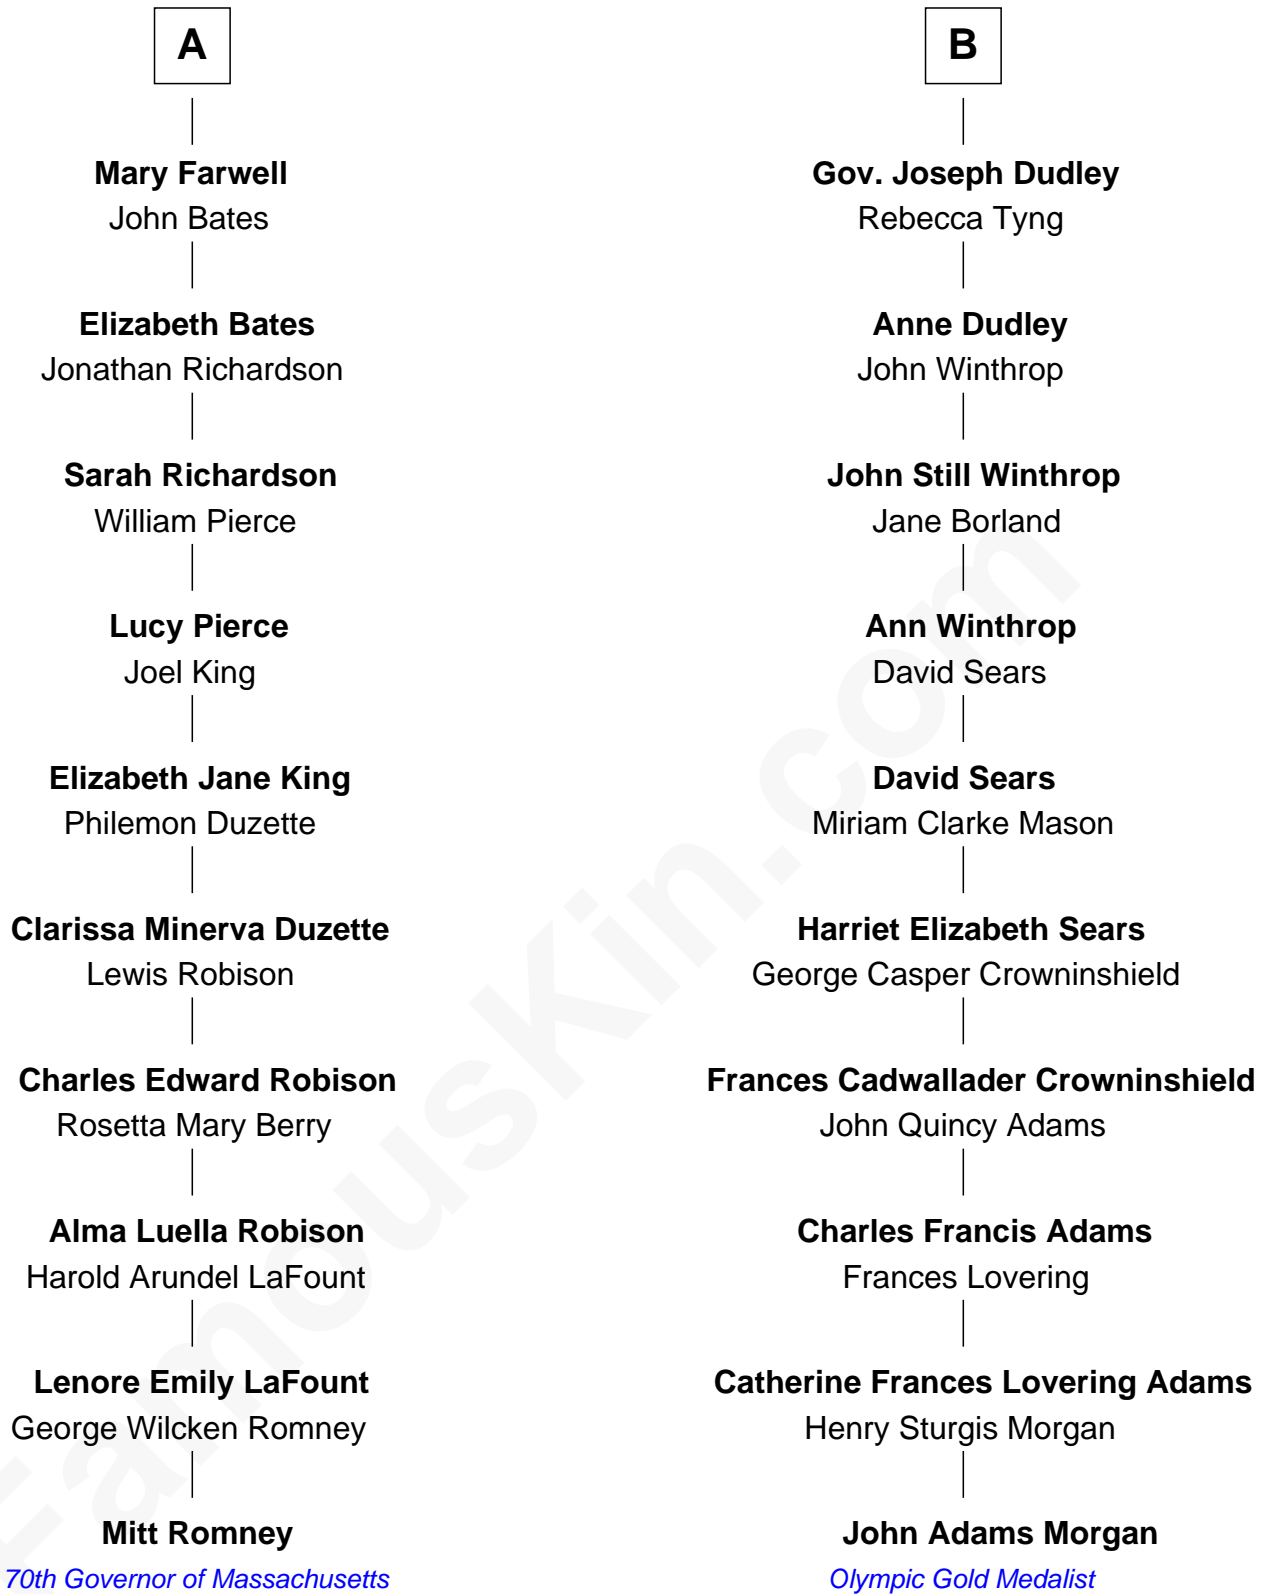 A
Mary Farwell
John Bates
Elizabeth Bates
Jonathan Richardson
Sarah Richardson
William Pierce
Lucy Pierce
Joel King
Elizabeth Jane King
Philemon Duzette
Clarissa Minerva Duzette
Lewis Robison
Charles Edward Robison
Rosetta Mary Berry
Alma Luella Robison
Harold Arundel LaFount
Lenore Emily LaFount
George Wilcken Romney
Mitt Romney
70th Governor of Massachusetts
B
Gov. Joseph Dudley
Rebecca Tyng
Anne Dudley
John Winthrop
John Still Winthrop
Jane Borland
Ann Winthrop
David Sears
David Sears
Miriam Clarke Mason
Harriet Elizabeth Sears
George Casper Crowninshield
Frances Cadwallader Crowninshield
John Quincy Adams
Charles Francis Adams
Frances Lovering
Catherine Frances Lovering Adams
Henry Sturgis Morgan
John Adams Morgan
Olympic Gold Medalist
FamousKin.com